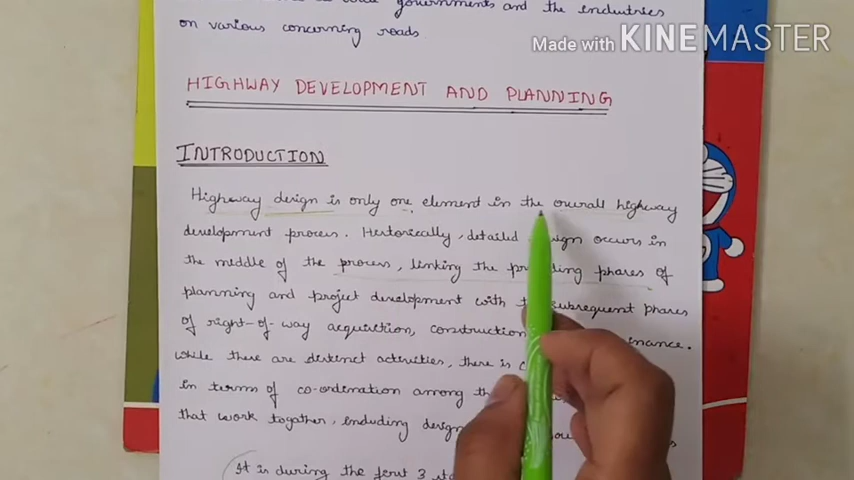 governments and the industries
on various concerning roads
Made with KINEMASTER
HIGHWAY DEVELOPMENT AND PLANNING
INTRODUCTION
Highway design is only one element in the overall highway
development process. Historically, detailed design occurs in
the middle of the process, linking the preceding phases of
planning and project development with the subsequent phases
of right-of-way acquisition, construction
While there are distinct activities, there is
in terms of co-ordination among the
that work together, including
It is during the first 3